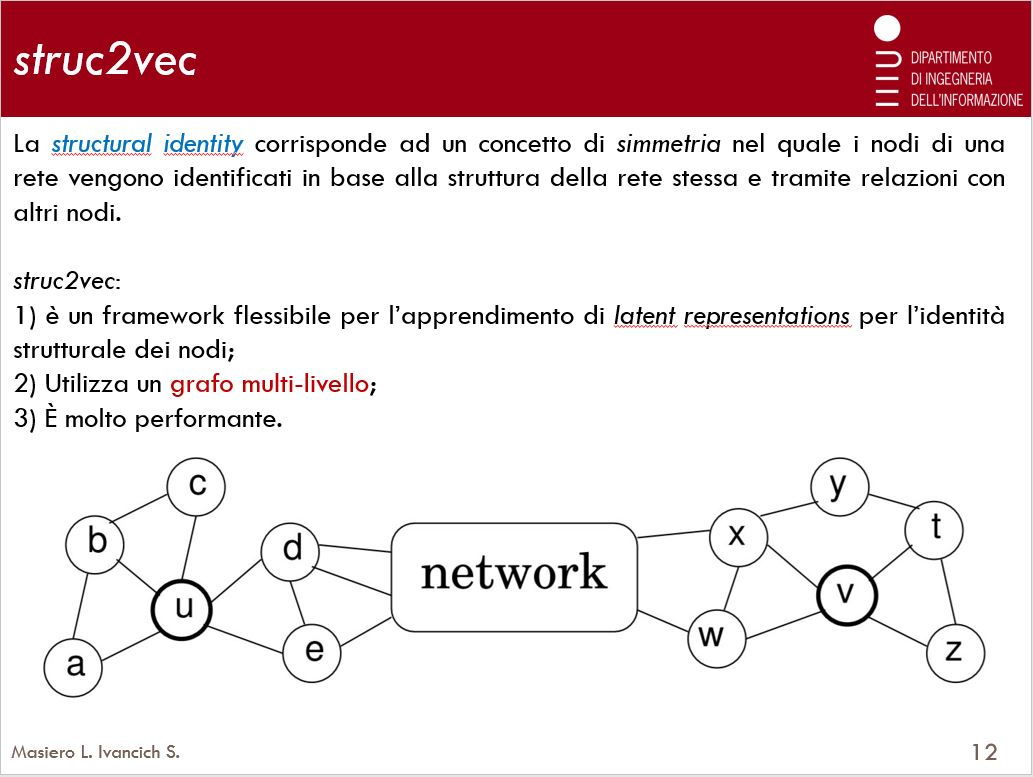 struc2vec
DIPARTIMENTO
DI INGEGNERIA
DELL'INFORMAZIONE
La structural identity corrisponde ad un concetto di simmetria nel quale i nodi di una
rete vengono identificati in base alla struttura della rete stessa e tramite relazioni con
altri nodi.
struc2vec:
1) è un framework flessibile per l'apprendimento di latent representations per l'identità
strutturale dei nodi;
2) Utilizza un grafo multi-livello;
3) È molto performante.
c
y
b
d
x
t
network
u
v
a
e
w
z
Masiero L. Ivancich S.
12